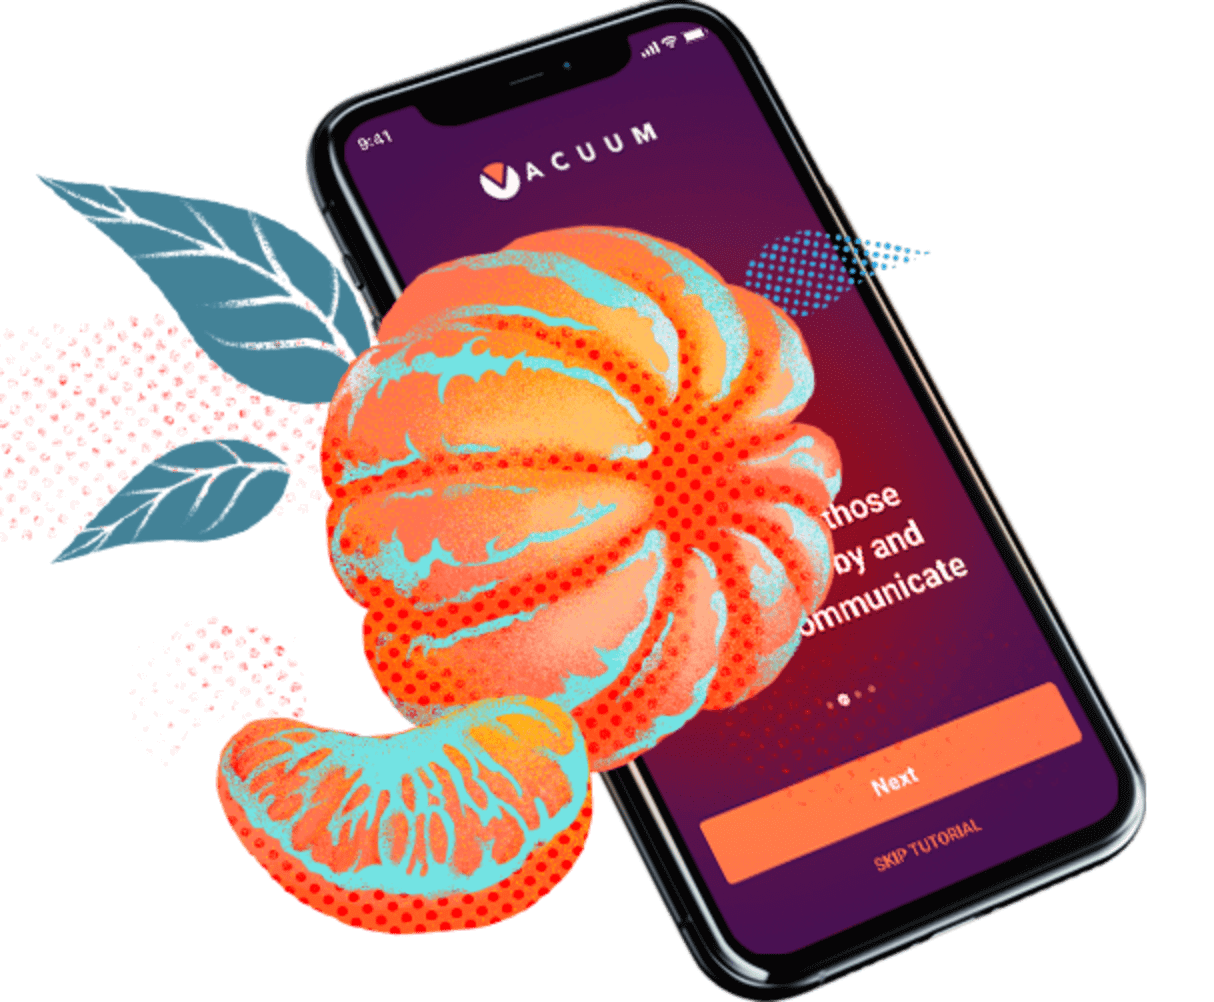 9:41
VACUUM
those
by and
ommunicate
Next
SKIP TUTORIAL